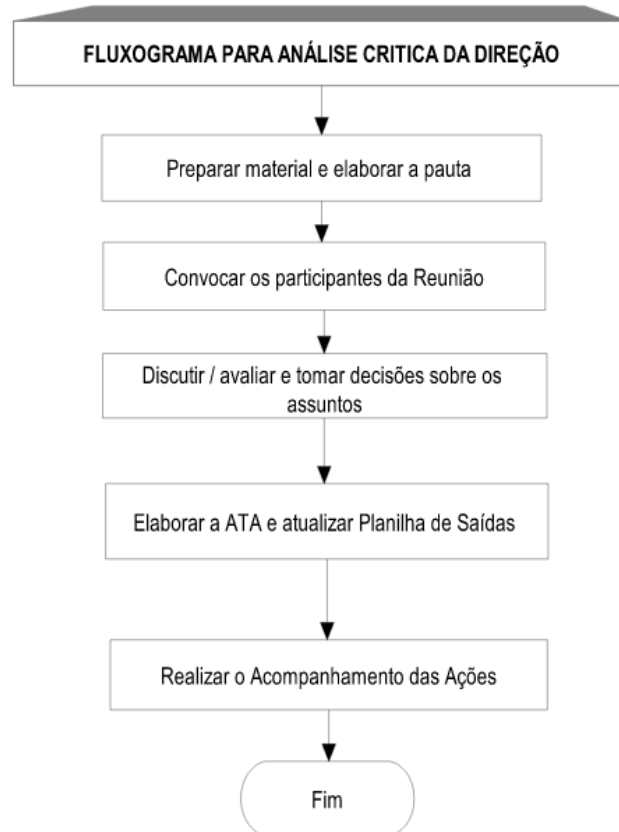 FLUXOGRAMA PARA ANÁLISE CRITICA DA DIREÇÃO
Preparar material e elaborar a pauta
Convocar os participantes da Reunião
Discutir / avaliar e tomar decisões sobre os
assuntos
Elaborar a ATA e atualizar Planilha de Saídas
Realizar o Acompanhamento das Ações
Fim